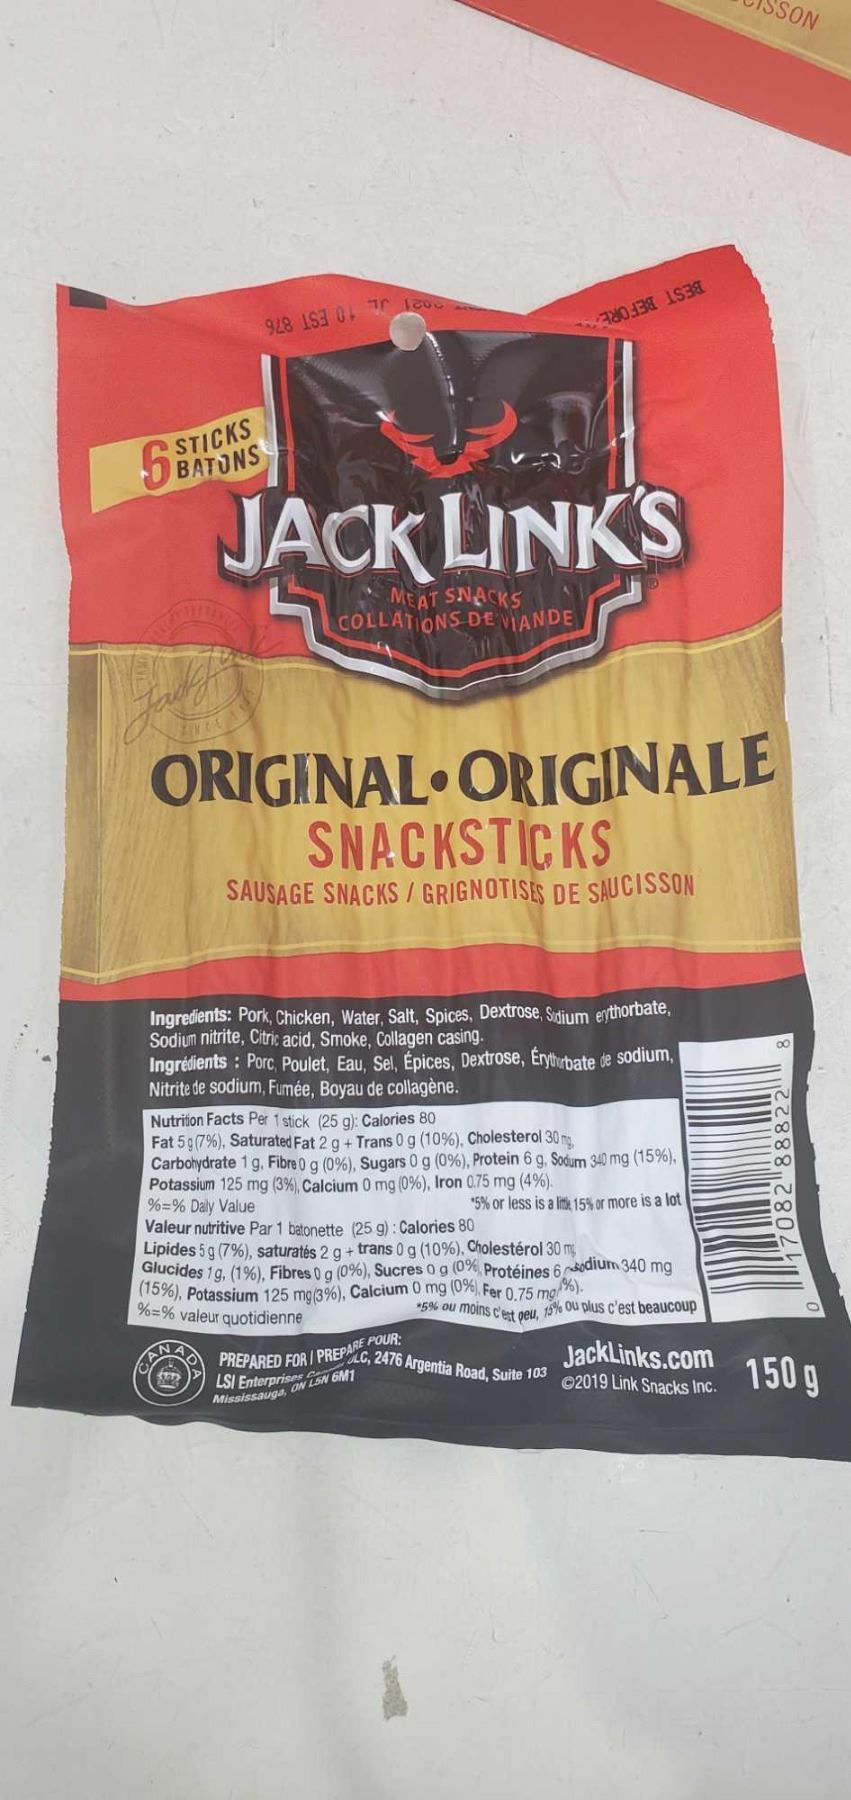 UCISSON
BEST BEFORE
2021 JL 10 EST 876
6 STICKS
BATONS
JACK LINK'S
MEAT SNACKS
COLLATIONS DE VIANDE
ORIGINAL • ORIGINALE
SNACKSTICKS
SAUSAGE SNACKS / GRIGNOTISES DE SAUCISSON
Ingredients: Pork, Chicken, Water, Salt, Spices, Dextrose, Sodium erythorbate,
Sodium nitrite, Citric acid, Smoke, Collagen casing.
Ingrédients : Porc, Poulet, Eau, Sel, Épices, Dextrose, Érythorbate de sodium,
Nitrite de sodium, Fumée, Boyau de collagène.
Nutrition Facts Per 1 stick (25 g): Calories 80
Fat 5 g (7%), Saturated Fat 2 g + Trans 0 g (10%), Cholesterol 30 mg,
Carbohydrate 1 g, Fibre 0 g (0%), Sugars 0 g (0%), Protein 6 g, Sodium 340 mg (15%),
Potassium 125 mg (3%), Calcium 0 mg (0%), Iron 0.75 mg (4%).
%=% Daily Value *5% or less is a little, 15% or more is a lot
Valeur nutritive Par 1 batonette (25 g) : Calories 80
Lipides 5 g (7%), saturatés 2 g + trans 0 g (10%), Cholestérol 30 mg,
Glucides 1g, (1%), Fibres 0 g (0%), Sucres 0 g (0%), Protéines 6 sodium 340 mg
(15%), Potassium 125 mg (3%), Calcium 0 mg (0%), Fer 0.75 mg %).
%=% valeur quotidienne *5% ou moins c'est peu, 15% ou plus c'est beaucoup
0 17082 88822 8
CANADA
PREPARED FOR / PREPARE POUR:
LSI Enterprises ULC, 2476 Argentia Road, Suite 103
Mississauga, ON L5N 6M1
JackLinks.com
©2019 Link Snacks Inc.
150 g